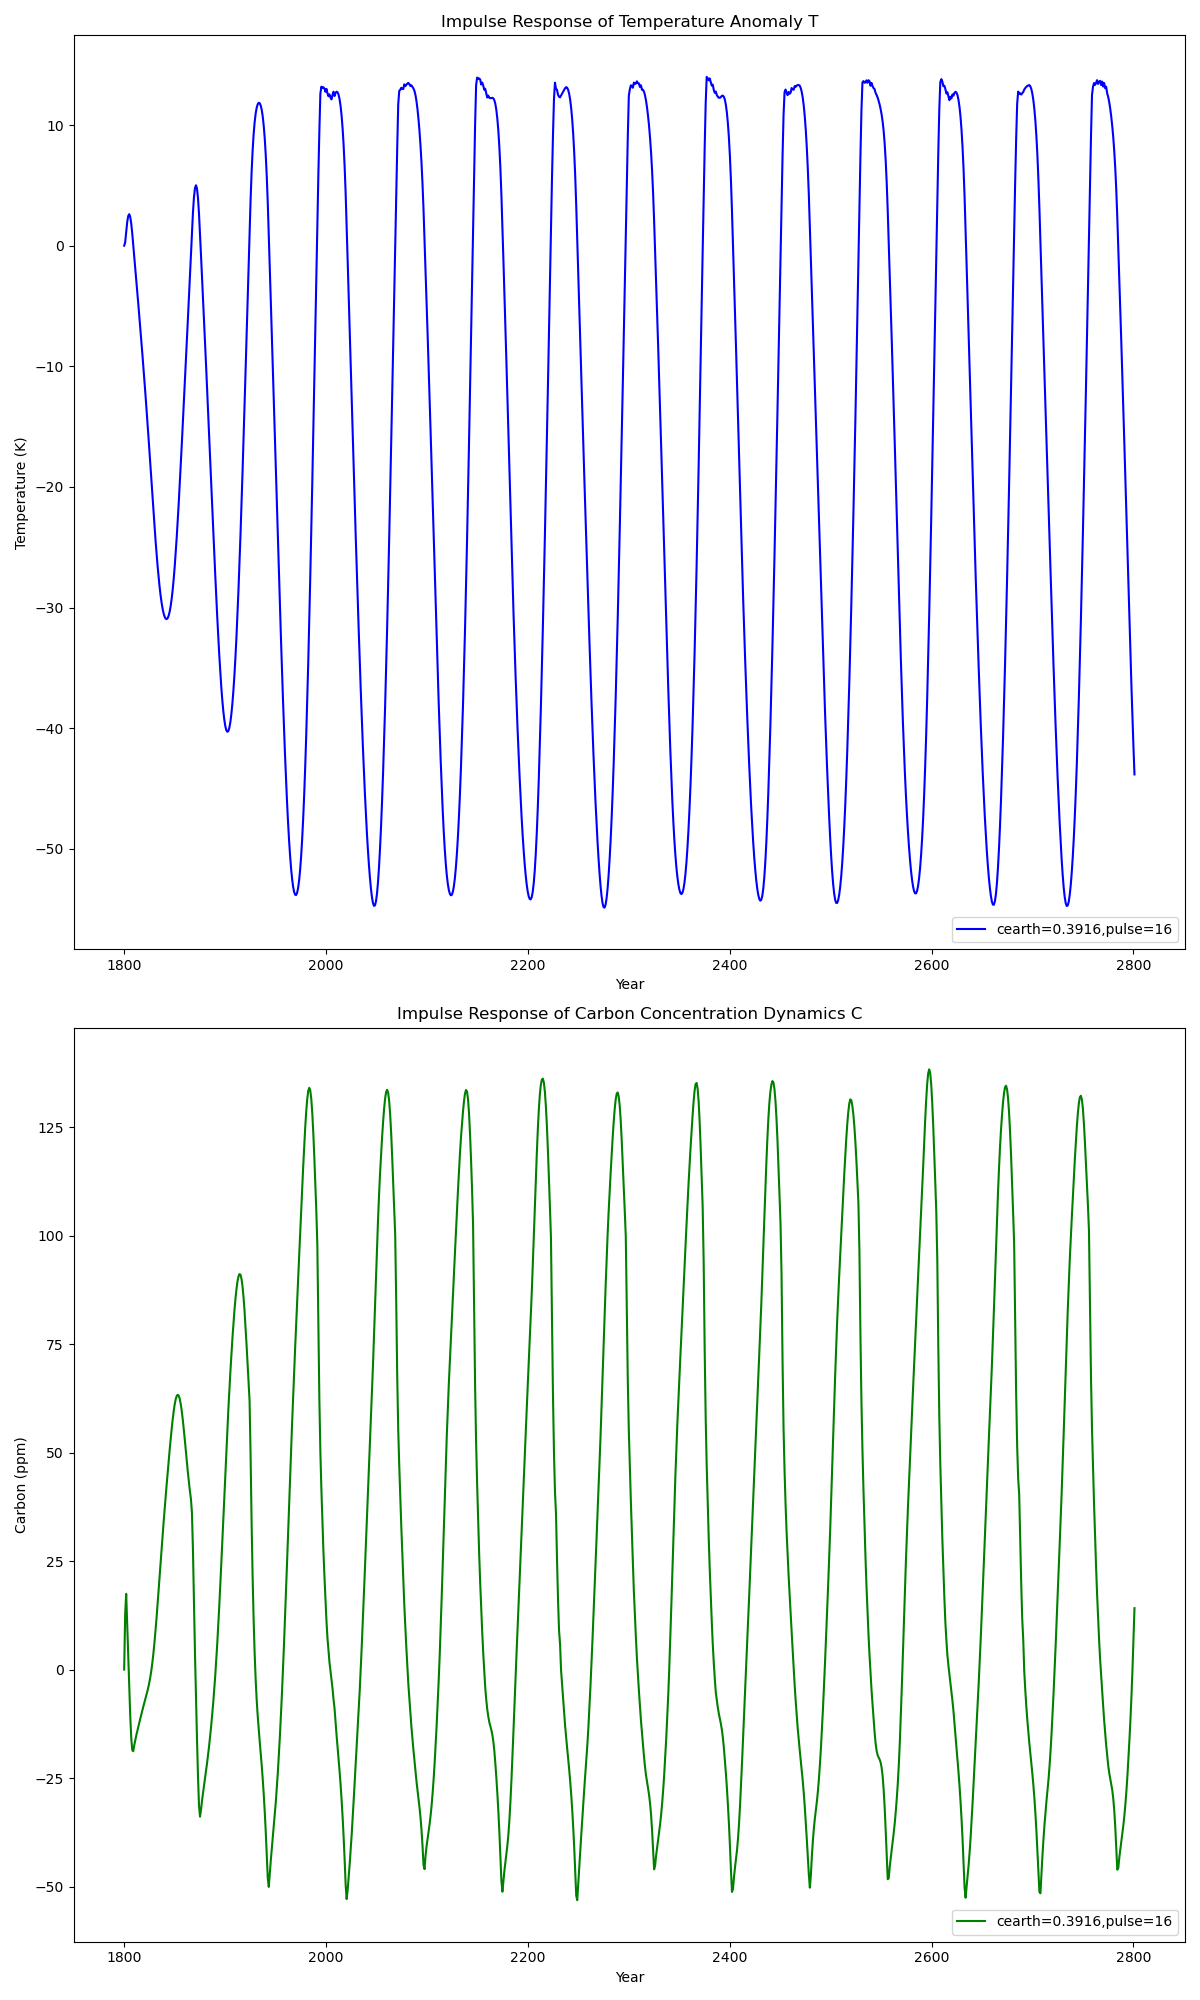 Impulse Response of Temperature Anomaly T
10
0
−10
−20
−30
−40
−50
Temperature (K)
cearth=0.3916,pulse=16
1800 2000 2200 2400 2600 2800
Year
Impulse Response of Carbon Concentration Dynamics C
125
100
75
50
25
0
−25
−50
Carbon (ppm)
cearth=0.3916,pulse=16
1800 2000 2200 2400 2600 2800
Year